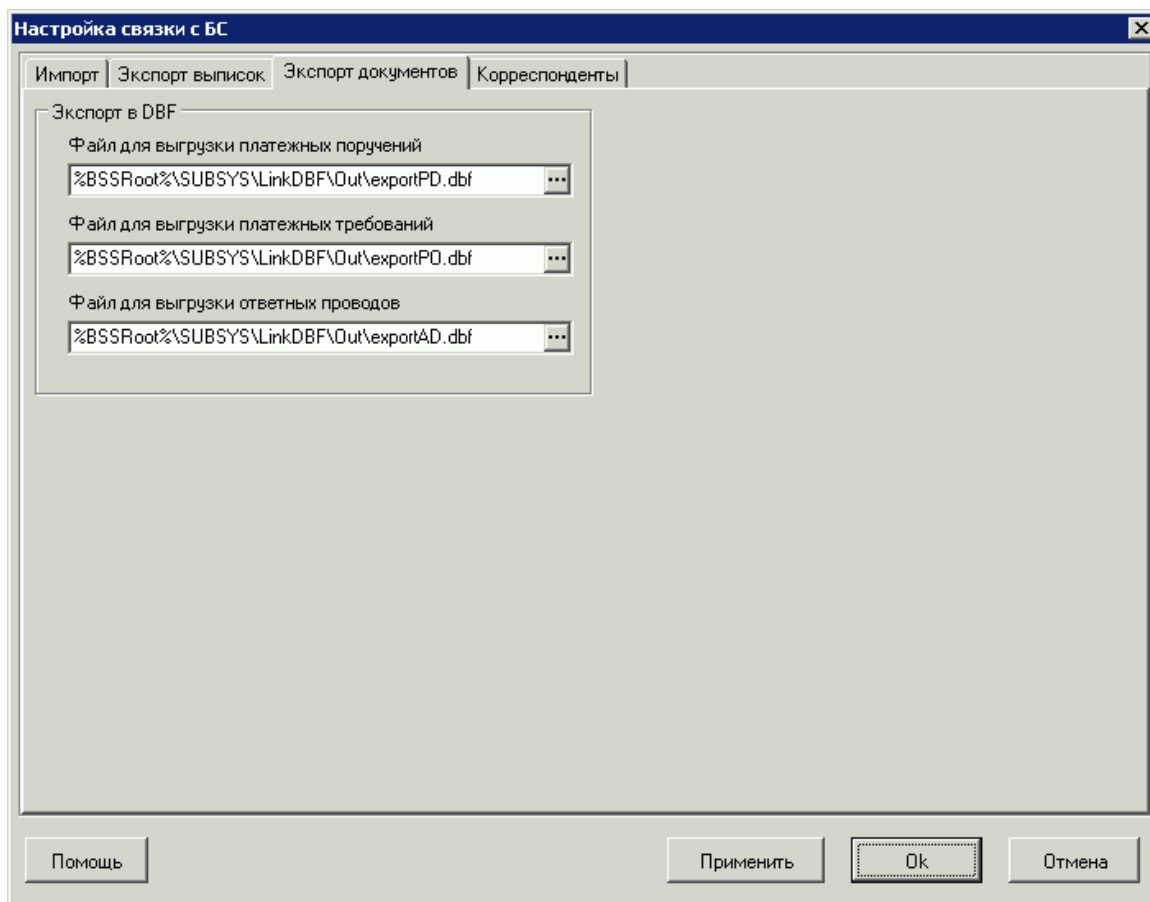 Настройка связки с БС
Импорт Экспорт выписок Экспорт документов Корреспонденты
Экспорт в DBF
Файл для выгрузки платежных поручений
%BSSRoot%\SUBSYS\LinkDBF\Out\exportPD.dbf ...
Файл для выгрузки платежных требований
%BSSRoot%\SUBSYS\LinkDBF\Out\exportPO.dbf ...
Файл для выгрузки ответных проводов
%BSSRoot%\SUBSYS\LinkDBF\Out\exportAD.dbf ...
Помощь Применить Ok Отмена